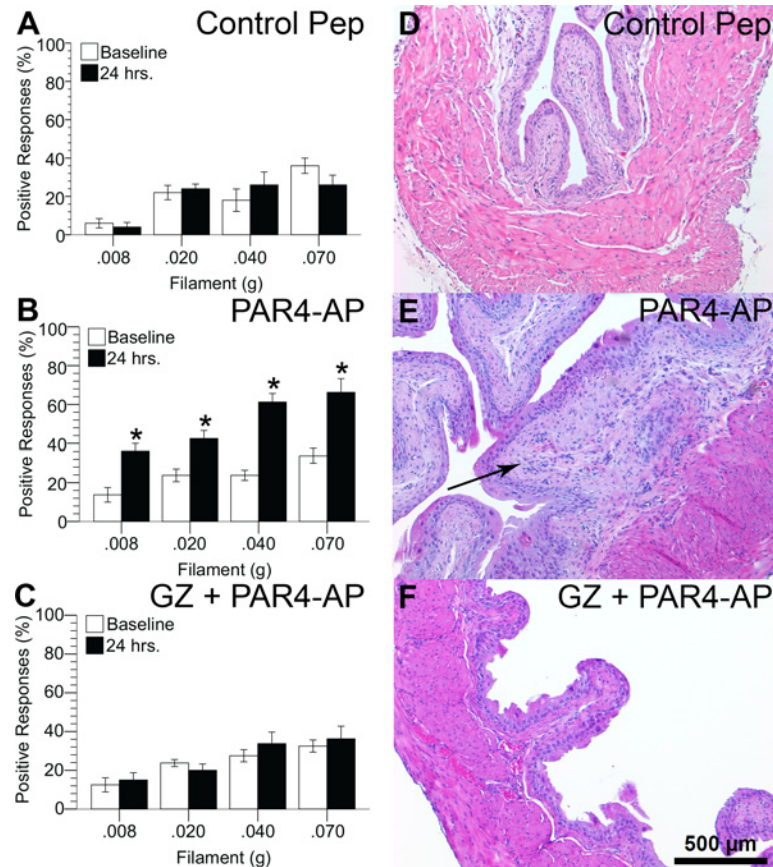 A Control Pep
Baseline
24 hrs.
Positive Responses (%)
100
80
60
40
20
0
.008 .020 .040 .070
Filament (g)
B PAR4-AP
Baseline
24 hrs.
Positive Responses (%)
100
80
60
40
20
0
* * * *
.008 .020 .040 .070
Filament (g)
C GZ + PAR4-AP
Baseline
24 hrs.
Positive Responses (%)
100
80
60
40
20
0
.008 .020 .040 .070
Filament (g)
D Control Pep
E PAR4-AP
F GZ + PAR4-AP
500 µm